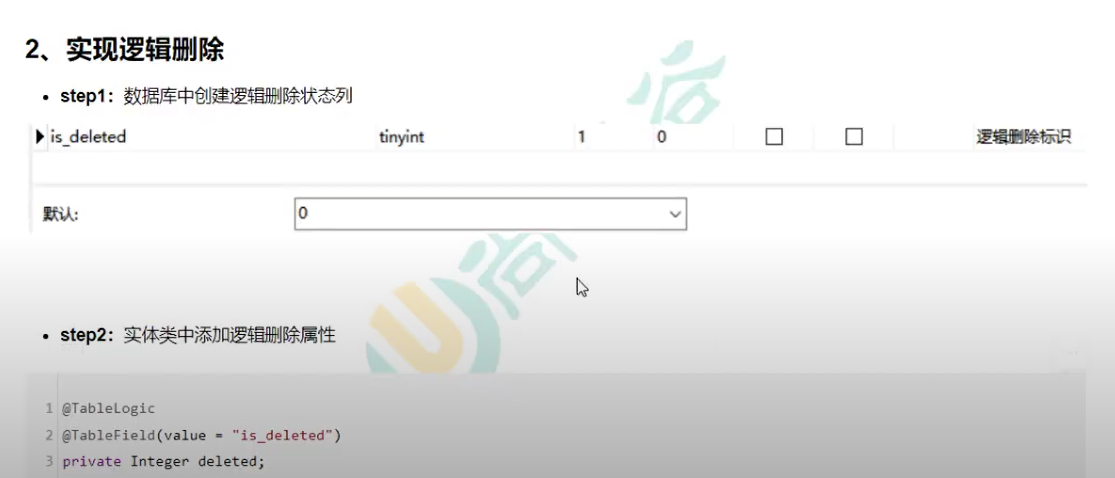 2、实现逻辑删除
• step1：数据库中创建逻辑删除状态列
is_deleted tinyint 1 0 逻辑删除标识
默认: 0
尚
U尚
• step2：实体类中添加逻辑删除属性
1 @TableLogic
2 @TableField(value = "is_deleted")
3 private Integer deleted;